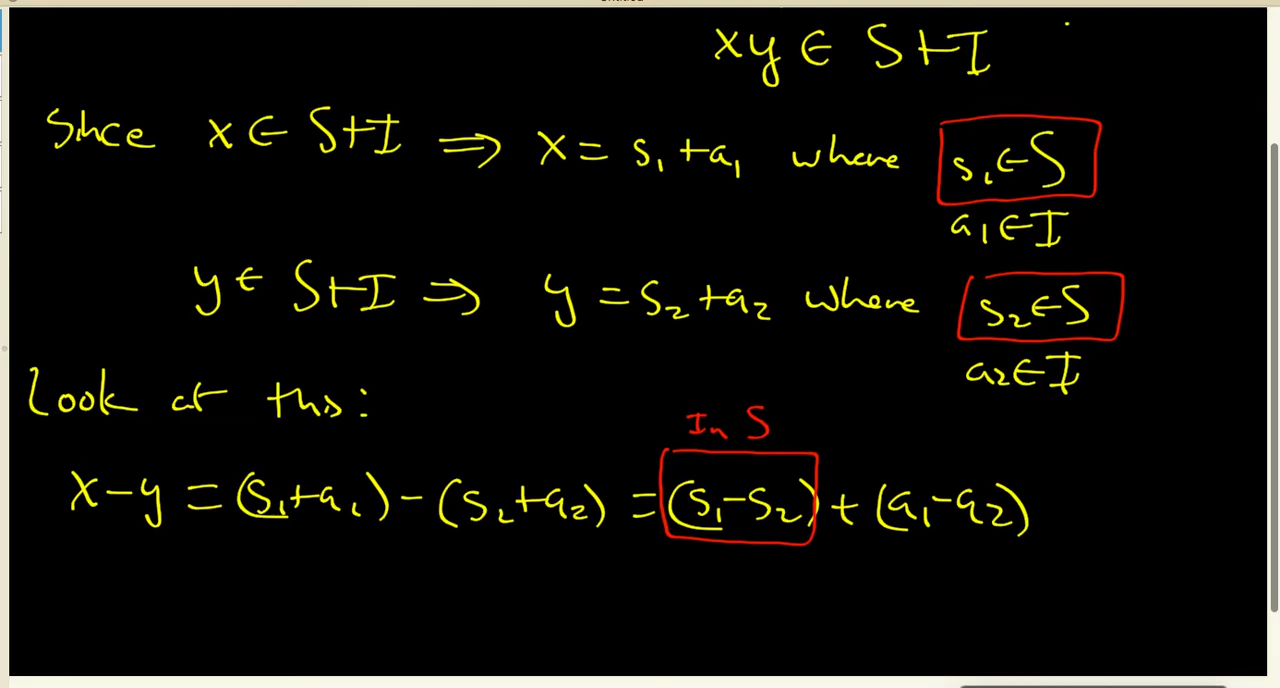 xy ∈ S+I
Since x ∈ S+I ⟹ x = s₁+a₁ where s₁ ∈ S
a₁ ∈ I
y ∈ S+I ⟹ y = s₂+a₂ where s₂ ∈ S
a₂ ∈ I
Look at this:
In S
x-y = (s₁+a₁) - (s₂+a₂) = (s₁-s₂) + (a₁-a₂)